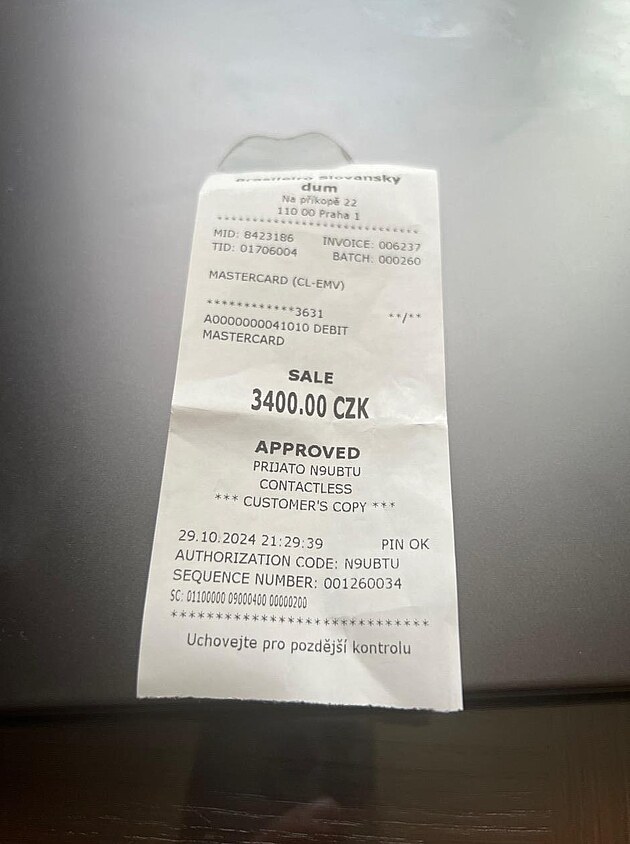 Brasileiro Slovansky
dum
Na příkopě 22
110 00 Praha 1
******************************
MID: 8423186 INVOICE: 006237
TID: 01706004 BATCH: 000260
MASTERCARD (CL-EMV)
************3631 **/**
A0000000041010 DEBIT
MASTERCARD
SALE
3400.00 CZK
APPROVED
PRIJATO N9UBTU
CONTACTLESS
*** CUSTOMER'S COPY ***
29.10.2024 21:29:39 PIN OK
AUTHORIZATION CODE: N9UBTU
SEQUENCE NUMBER: 001260034
SC: 01100000 09000400 00000200
******************************
Uchovejte pro pozdější kontrolu